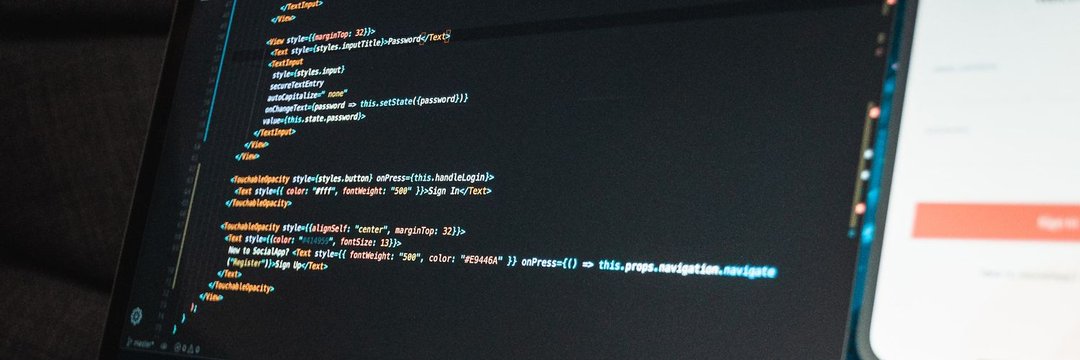 </TextInput>
</View>
<View style={{marginTop: 32}}>
<Text style={styles.inputTitle}>Password</Text>
<TextInput
style={styles.input}
secureTextEntry
autoCapitalize=" none"
onChangeText={password => this.setState({password})}
value={this.state.password}>
</TextInput>
</View>
</View>
<TouchableOpacity style={styles.button} onPress={this.handleLogin}>
<Text style={{ color: "#fff", fontWeight: "500" }}>Sign In</Text>
</TouchableOpacity>
<TouchableOpacity style={{alignSelf: "center", marginTop: 32}}>
<Text style={{color: "#414959", fontSize: 13}}>
New to SocialApp? <Text style={{ fontWeight: "500", color: "#E9446A" }} onPress={() => this.props.navigation.navigate
("Register")}>Sign Up</Text>
</Text>
</TouchableOpacity>
</View>
);
}
}
master*
0 0